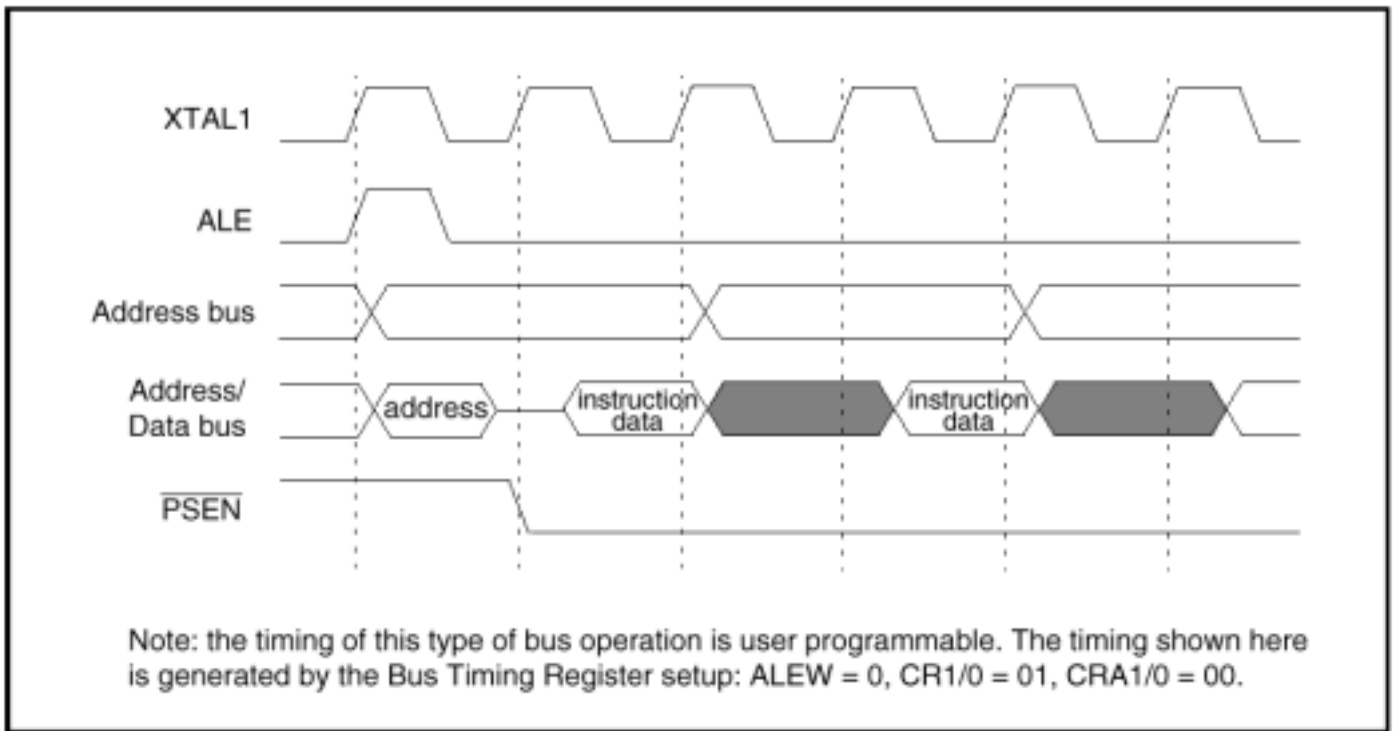 XTAL1
ALE
Address bus
Address/
Data bus
address
instruction
data
instruction
data
PSEN
Note: the timing of this type of bus operation is user programmable. The timing shown here
is generated by the Bus Timing Register setup: ALEW = 0, CR1/0 = 01, CRA1/0 = 00.